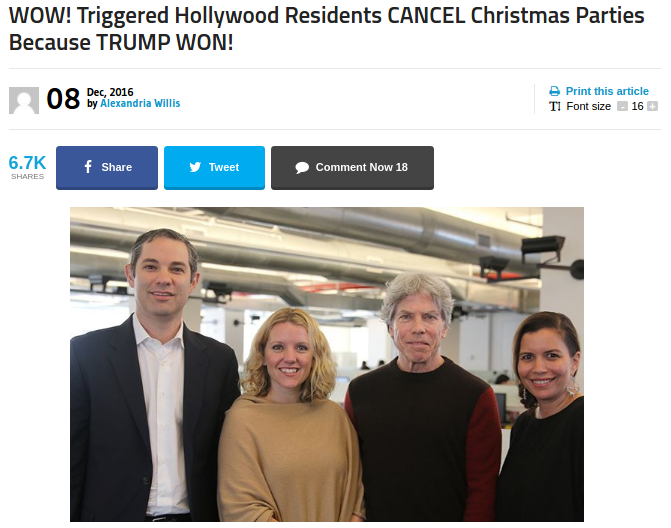 WOW! Triggered Hollywood Residents CANCEL Christmas Parties
Because TRUMP WON!
08
Dec, 2016
by Alexandria Willis
Print this article
T Font size 16
6.7K
SHARES
Share
Tweet
Comment Now 18